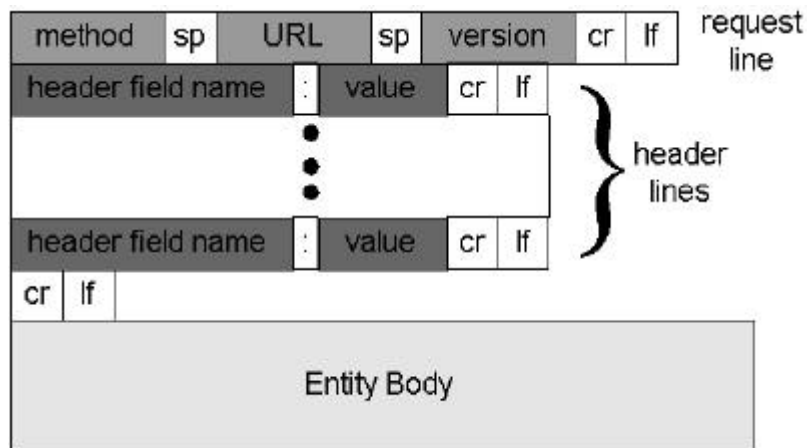 method sp URL sp version cr lf
request line
header field name : value cr lf
header lines
header field name : value cr lf
cr lf
Entity Body